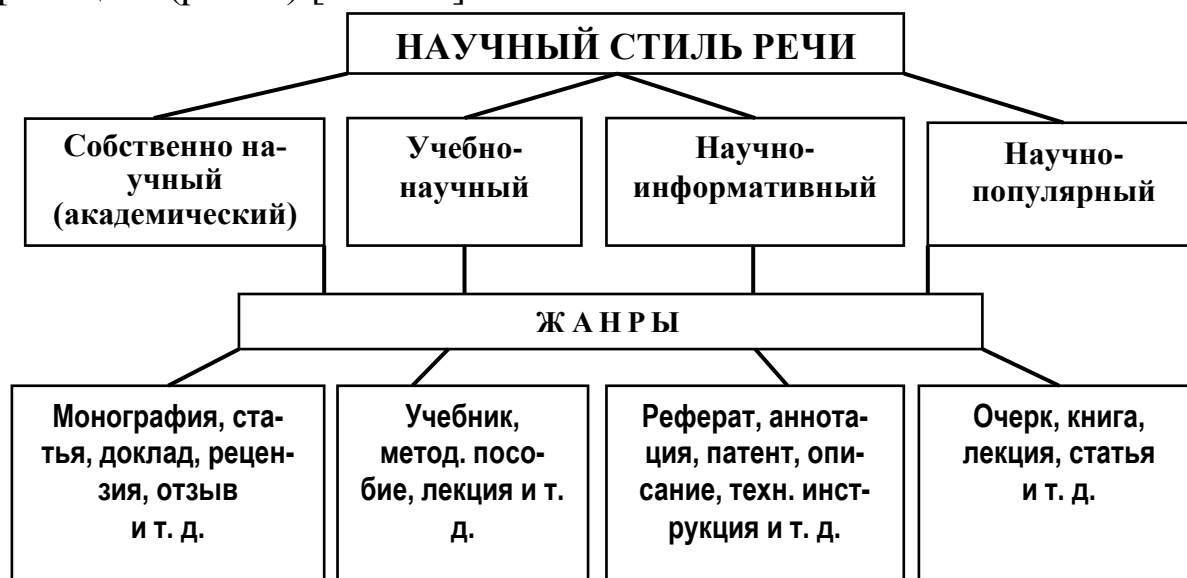 НАУЧНЫЙ СТИЛЬ РЕЧИ
Собственно на-
учный
(академический)
Учебно-
научный
Научно-
информативный
Научно-
популярный
Ж А Н Р Ы
Монография, ста-
тья, доклад, рецен-
зия, отзыв
и т. д.
Учебник,
метод. посо-
бие, лекция и т.
д.
Реферат, аннота-
ция, патент, опи-
сание, техн. инст-
рукция и т. д.
Очерк, книга,
лекция, статья
и т. д.